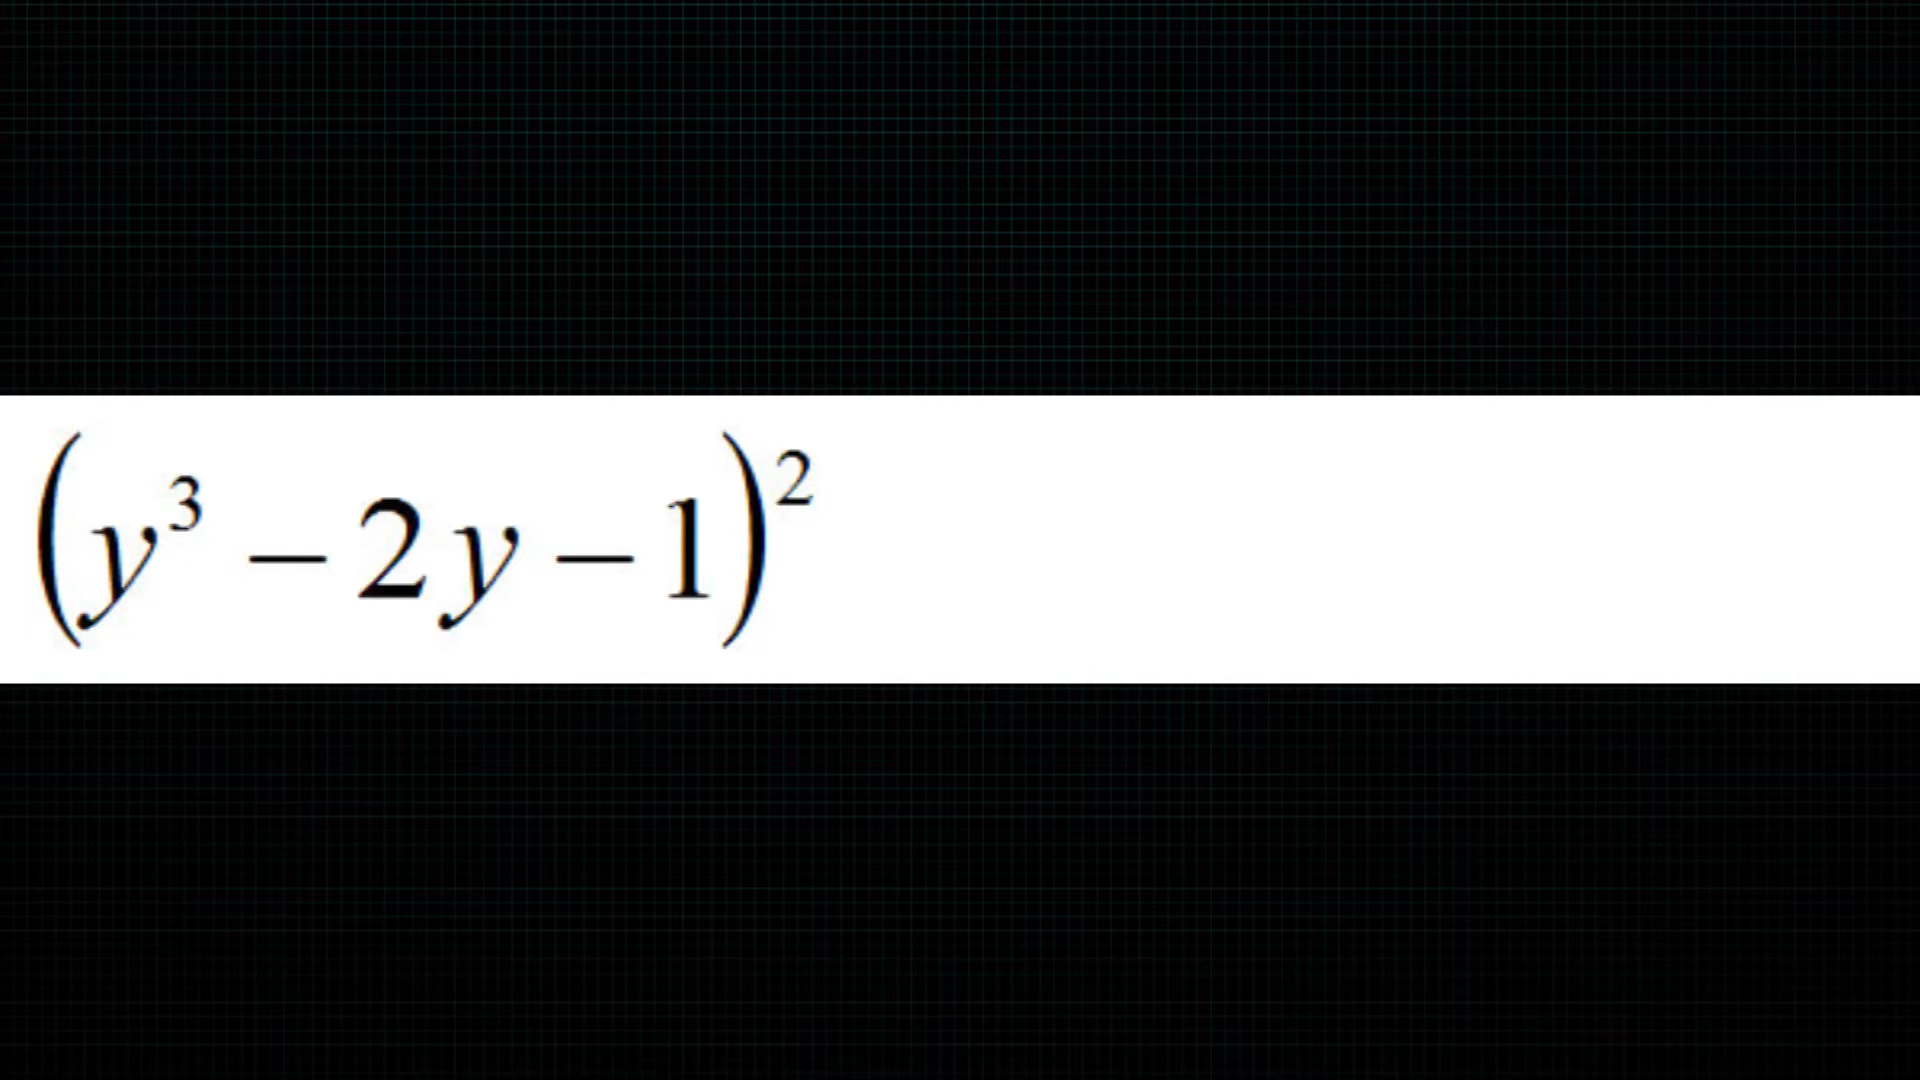 (y³ − 2y − 1)²